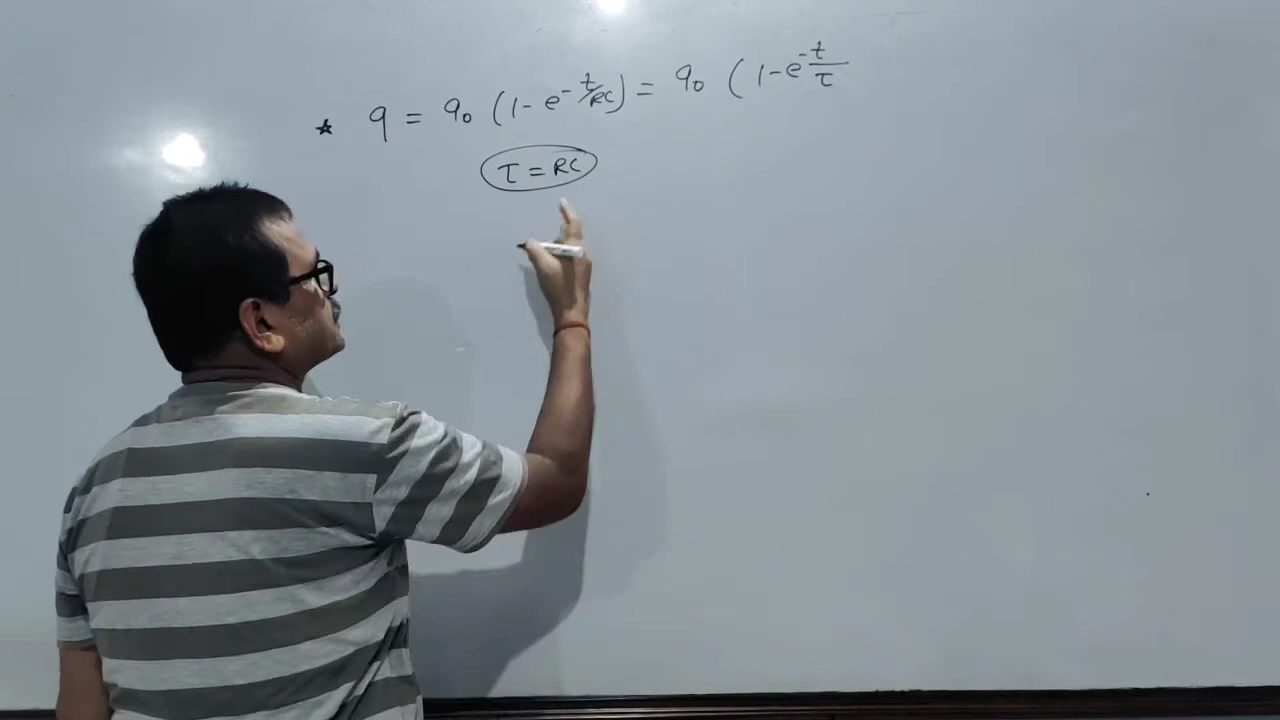 ☆ q = q₀ (1 - e^{-t/RC}) = q₀ (1 - e^{-t/τ}
τ = RC